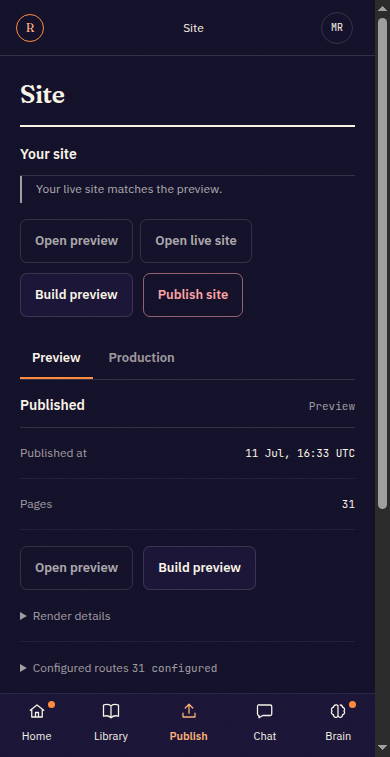 R
Site
MR
Site
Your site
Your live site matches the preview.
Open preview
Open live site
Build preview
Publish site
Preview
Production
Published
Preview
Published at
11 Jul, 16:33 UTC
Pages
31
Open preview
Build preview
Render details
Configured routes 31 configured
Home
Library
Publish
Chat
Brain